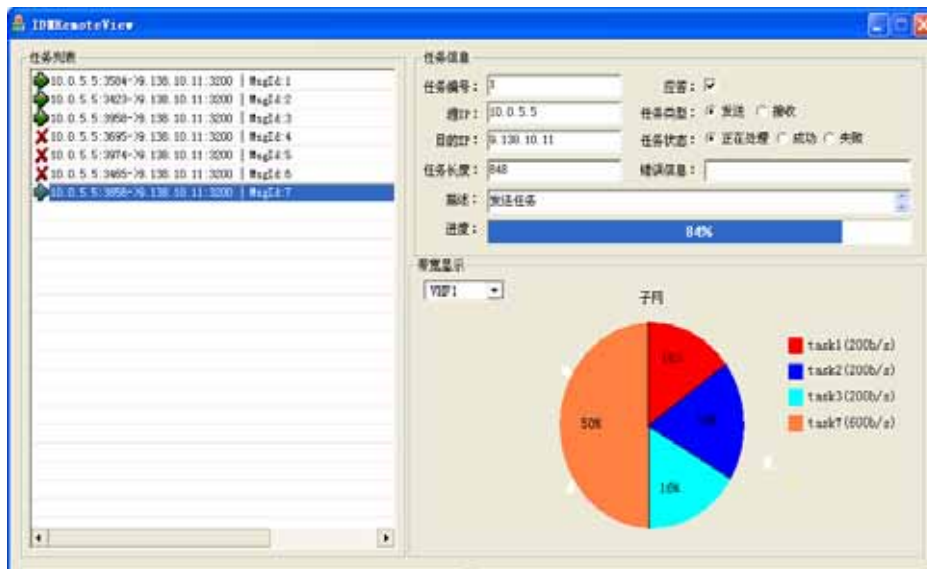 IDMRemoteView
任务列表
10.0.5.5:3584->9.138.10.11:3200 | MsgId:1
10.0.5.5:3423->9.138.10.11:3200 | MsgId:2
10.0.5.5:3958->9.138.10.11:3200 | MsgId:3
10.0.5.5:3695->9.138.10.11:3200 | MsgId:4
10.0.5.5:3974->9.138.10.11:3200 | MsgId:5
10.0.5.5:3465->9.138.10.11:3200 | MsgId:6
10.0.5.5:3858->9.138.10.11:3200 | MsgId:7
任务信息
任务编号: 应答:
源IP: 10.0.5.5 任务类型: 发送 接收
目的IP: 9.138.10.11 任务状态: 正在处理 成功 失败
任务长度: 848 错误信息:
描述: 发送任务
进度: 84%
带宽显示
VHF1
子网
50%
16%
task1(200b/s)
task2(200b/s)
task3(200b/s)
task7(600b/s)